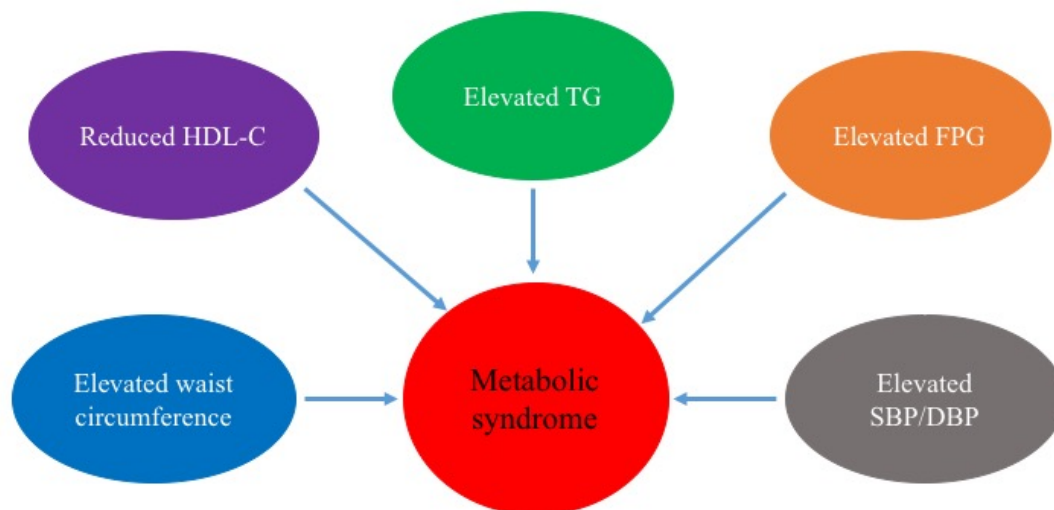 Elevated TG
Reduced HDL-C
Elevated FPG
Metabolic
syndrome
Elevated waist
circumference
Elevated
SBP/DBP